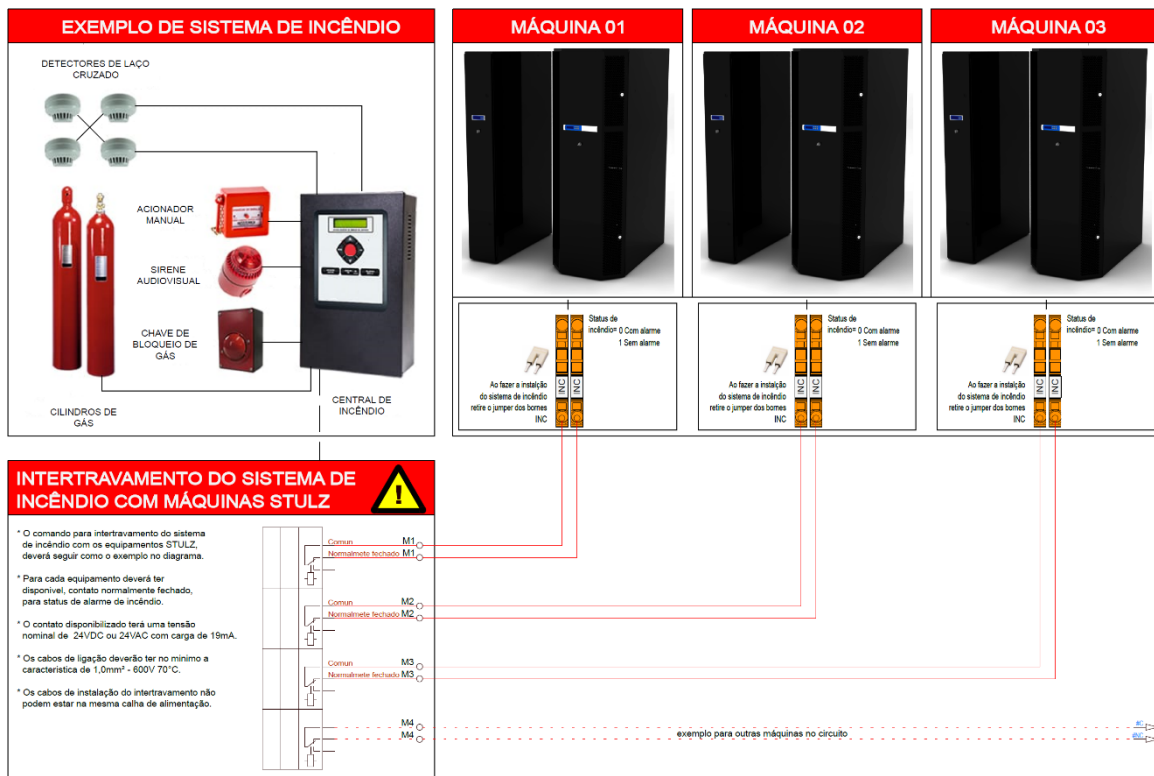 EXEMPLO DE SISTEMA DE INCÊNDIO
DETECTORES DE LAÇO
CRUZADO
ACIONADOR
MANUAL
SIRENE
AUDIOVISUAL
CHAVE DE
BLOQUEIO DE
GÁS
CILINDROS DE
GÁS
CENTRAL DE
INCÊNDIO
MÁQUINA 01
Status de
incêndio= 0 Com alarme
1 Sem alarme
INC
INC
Ao fazer a instalção
do sistema de incêndio
retire o jumper dos bornes
INC
MÁQUINA 02
Status de
incêndio= 0 Com alarme
1 Sem alarme
INC
INC
Ao fazer a instalção
do sistema de incêndio
retire o jumper dos bornes
INC
MÁQUINA 03
Status de
incêndio= 0 Com alarme
1 Sem alarme
INC
INC
Ao fazer a instalção
do sistema de incêndio
retire o jumper dos bornes
INC
INTERTRAVAMENTO DO SISTEMA DE
INCÊNDIO COM MÁQUINAS STULZ
!
* O comando para intertravamento do sistema
de incêndio com os equipamentos STULZ,
deverá seguir como o exemplo no diagrama.
* Para cada equipamento deverá ter
disponivel, contato normalmente fechado,
para status de alarme de incêndio.
* O contato disponibilizado terá uma tensão
nominal de 24VDC ou 24VAC com carga de 19mA.
* Os cabos de ligação deverão ter no minimo a
caracteristica de 1,0mm² - 600V 70°C.
* Os cabos de instalação do intertravamento não
podem estar na mesma calha de alimentação.
Comun M1
Normalmete fechado M1
Comun M2
Normalmete fechado M2
Comun M3
Normalmete fechado M3
M4
M4
exemplo para outras máquinas no circuito
#C
#NC